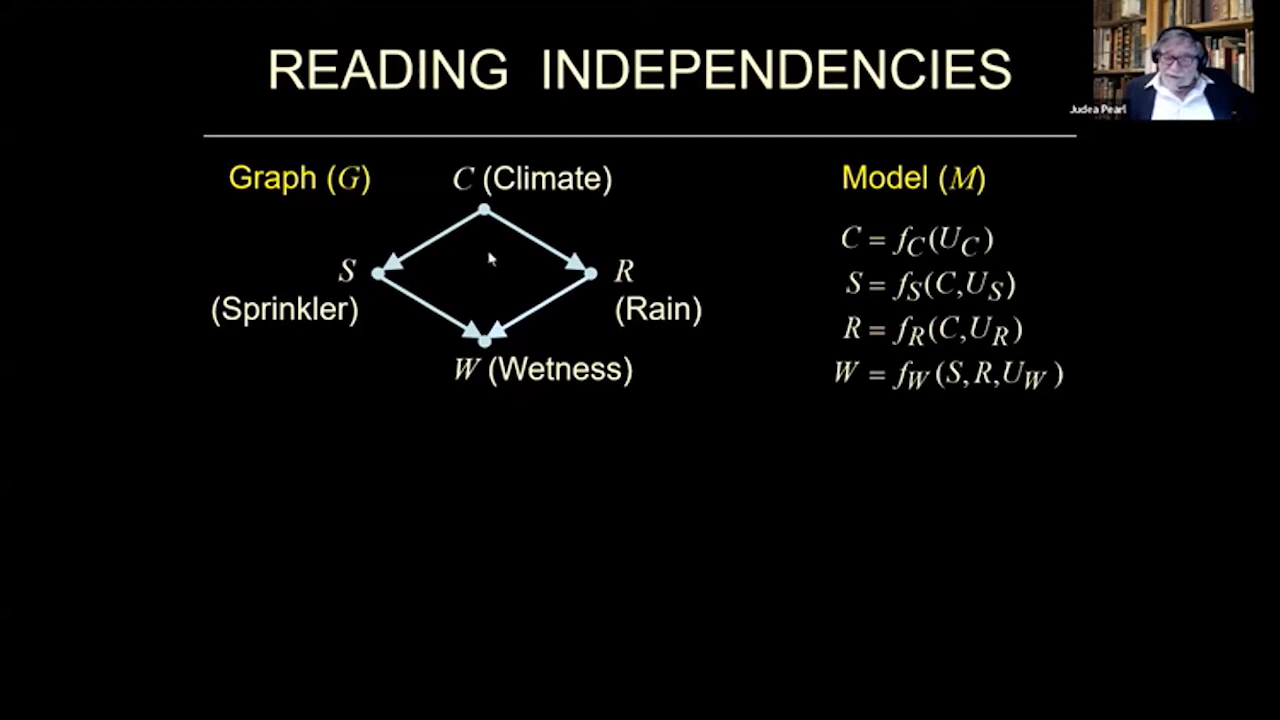 READING INDEPENDENCIES
Judea Pearl
Graph (G)
C (Climate)
S
(Sprinkler)
R
(Rain)
W (Wetness)
Model (M)
C = f_C(U_C)
S = f_S(C,U_S)
R = f_R(C,U_R)
W = f_W(S,R,U_W)